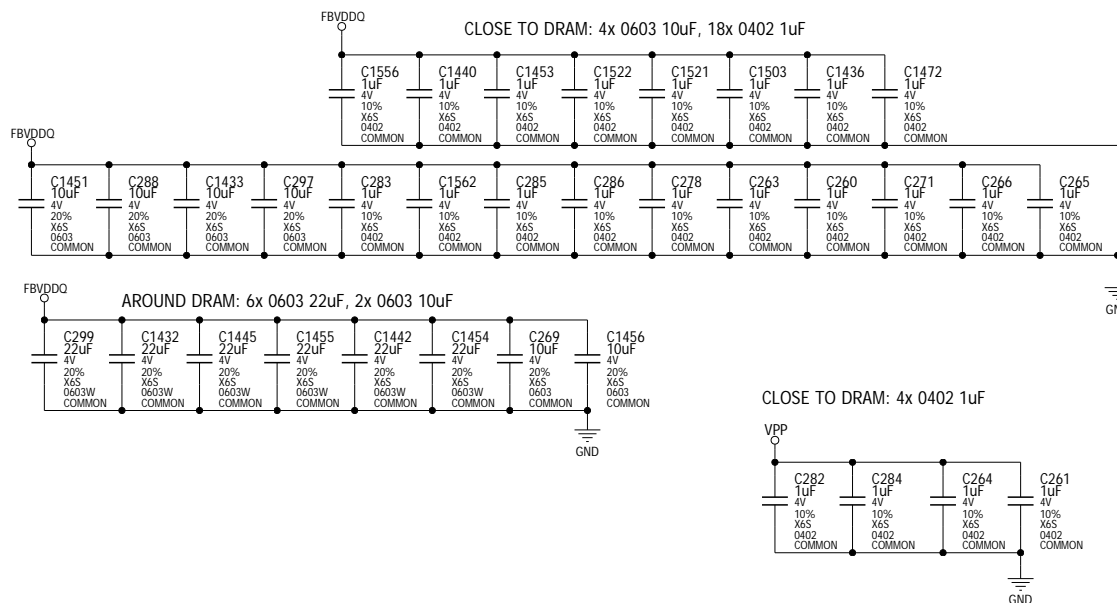 FBVDDQ
CLOSE TO DRAM: 4x 0603 10uF, 18x 0402 1uF
C1556 C1440 C1453 C1522 C1521 C1503 C1436 C1472
1uF 1uF 1uF 1uF 1uF 1uF 1uF 1uF
4V 4V 4V 4V 4V 4V 4V 4V
10% 10% 10% 10% 10% 10% 10% 10%
X6S X6S X6S X6S X6S X6S X6S X6S
0402 0402 0402 0402 0402 0402 0402 0402
COMMON COMMON COMMON COMMON COMMON COMMON COMMON COMMON
FBVDDQ
C1451 C288 C1433 C297 C283 C1562 C285 C286 C278 C263 C260 C271 C266 C265
10uF 10uF 10uF 10uF 1uF 1uF 1uF 1uF 1uF 1uF 1uF 1uF 1uF 1uF
4V 4V 4V 4V 4V 4V 4V 4V 4V 4V 4V 4V 4V 4V
20% 20% 20% 20% 10% 10% 10% 10% 10% 10% 10% 10% 10% 10%
X6S X6S X6S X6S X6S X6S X6S X6S X6S X6S X6S X6S X6S X6S
0603 0603 0603 0603 0402 0402 0402 0402 0402 0402 0402 0402 0402 0402
COMMON COMMON COMMON COMMON COMMON COMMON COMMON COMMON COMMON COMMON COMMON COMMON COMMON COMMON
FBVDDQ
AROUND DRAM: 6x 0603 22uF, 2x 0603 10uF
C299 C1432 C1445 C1455 C1442 C1454 C269 C1456
22uF 22uF 22uF 22uF 22uF 22uF 10uF 10uF
4V 4V 4V 4V 4V 4V 4V 4V
20% 20% 20% 20% 20% 20% 20% 20%
X6S X6S X6S X6S X6S X6S X6S X6S
0603W 0603W 0603W 0603W 0603W 0603W 0603 0603
COMMON COMMON COMMON COMMON COMMON COMMON COMMON COMMON
GND
CLOSE TO DRAM: 4x 0402 1uF
VPP
C282 C284 C264 C261
1uF 1uF 1uF 1uF
4V 4V 4V 4V
10% 10% 10% 10%
X6S X6S X6S X6S
0402 0402 0402 0402
COMMON COMMON COMMON COMMON
GND